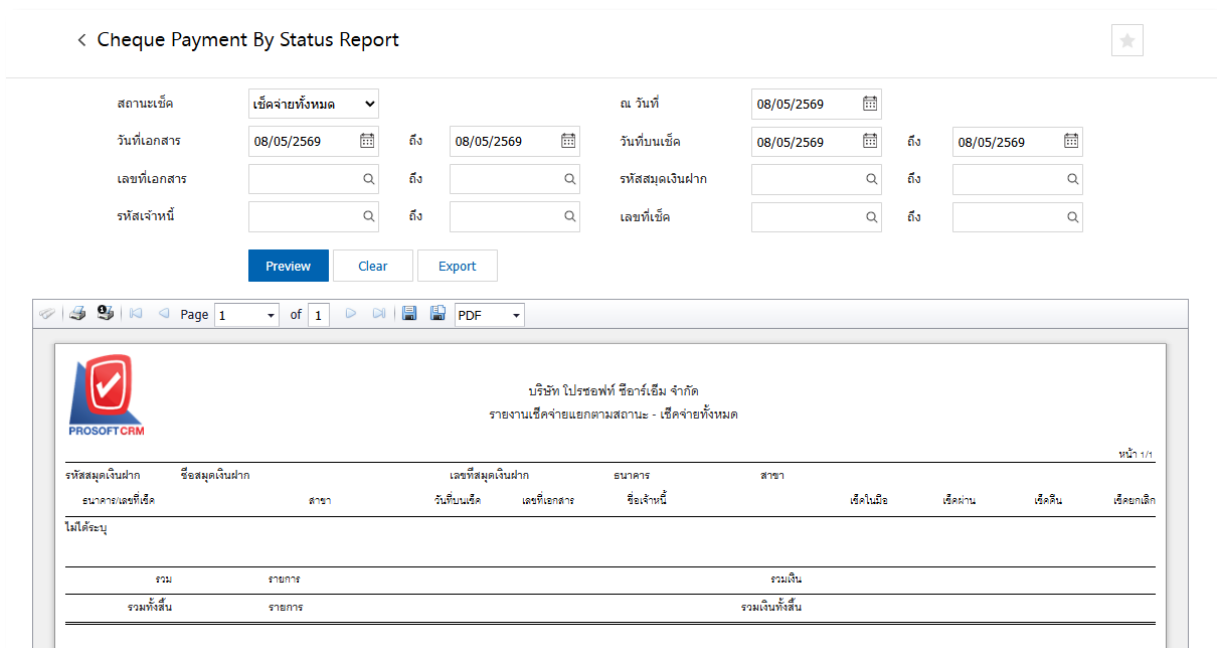 Cheque Payment By Status Report
สถานะเช็ค เช็คจ่ายทั้งหมด ณ วันที่ 08/05/2569
วันที่เอกสาร 08/05/2569 ถึง 08/05/2569 วันที่บนเช็ค 08/05/2569 ถึง 08/05/2569
เลขที่เอกสาร ถึง รหัสสมุดเงินฝาก ถึง
รหัสเจ้าหนี้ ถึง เลขที่เช็ค ถึง
Preview Clear Export
Page 1 of 1 PDF
PROSOFT CRM
บริษัท โปรซอฟท์ ซีอาร์เอ็ม จำกัด
รายงานเช็คจ่ายแยกตามสถานะ - เช็คจ่ายทั้งหมด
หน้า 1/1
รหัสสมุดเงินฝาก ชื่อสมุดเงินฝาก เลขที่สมุดเงินฝาก ธนาคาร สาขา
ธนาคาร/เลขที่เช็ค สาขา วันที่บนเช็ค เลขที่เอกสาร ชื่อเจ้าหนี้ เช็คในมือ เช็คผ่าน เช็คคืน เช็คยกเลิก
ไม่ได้ระบุ
รวม รายการ รวมเงิน
รวมทั้งสิ้น รายการ รวมเงินทั้งสิ้น